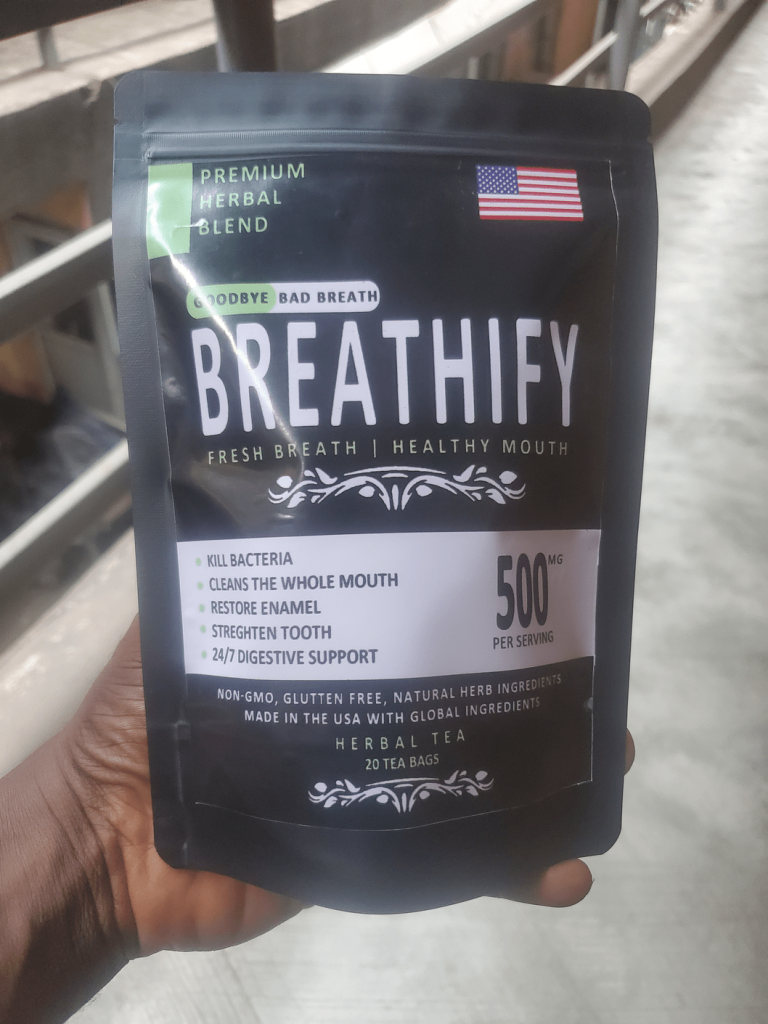 PREMIUM
HERBAL
BLEND
GOODBYE BAD BREATH
BREATHIFY
FRESH BREATH | HEALTHY MOUTH
• KILL BACTERIA
• CLEANS THE WHOLE MOUTH
• RESTORE ENAMEL
• STREGHTEN TOOTH
• 24/7 DIGESTIVE SUPPORT
500MG
PER SERVING
NON-GMO, GLUTTEN FREE, NATURAL HERB INGREDIENTS
MADE IN THE USA WITH GLOBAL INGREDIENTS
HERBAL TEA
20 TEA BAGS